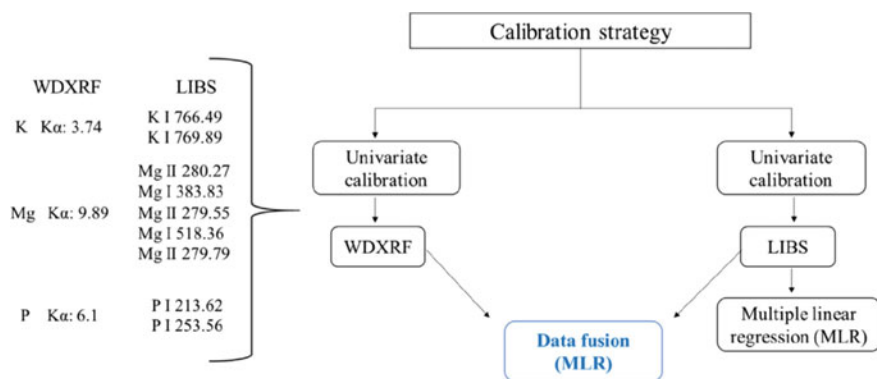 Calibration strategy
WDXRF
LIBS
K Kα: 3.74
K I 766.49
K I 769.89
Mg Kα: 9.89
Mg II 280.27
Mg I 383.83
Mg II 279.55
Mg I 518.36
Mg II 279.79
P Kα: 6.1
P I 213.62
P I 253.56
Univariate
calibration
WDXRF
Univariate
calibration
LIBS
Multiple linear
regression (MLR)
Data fusion
(MLR)